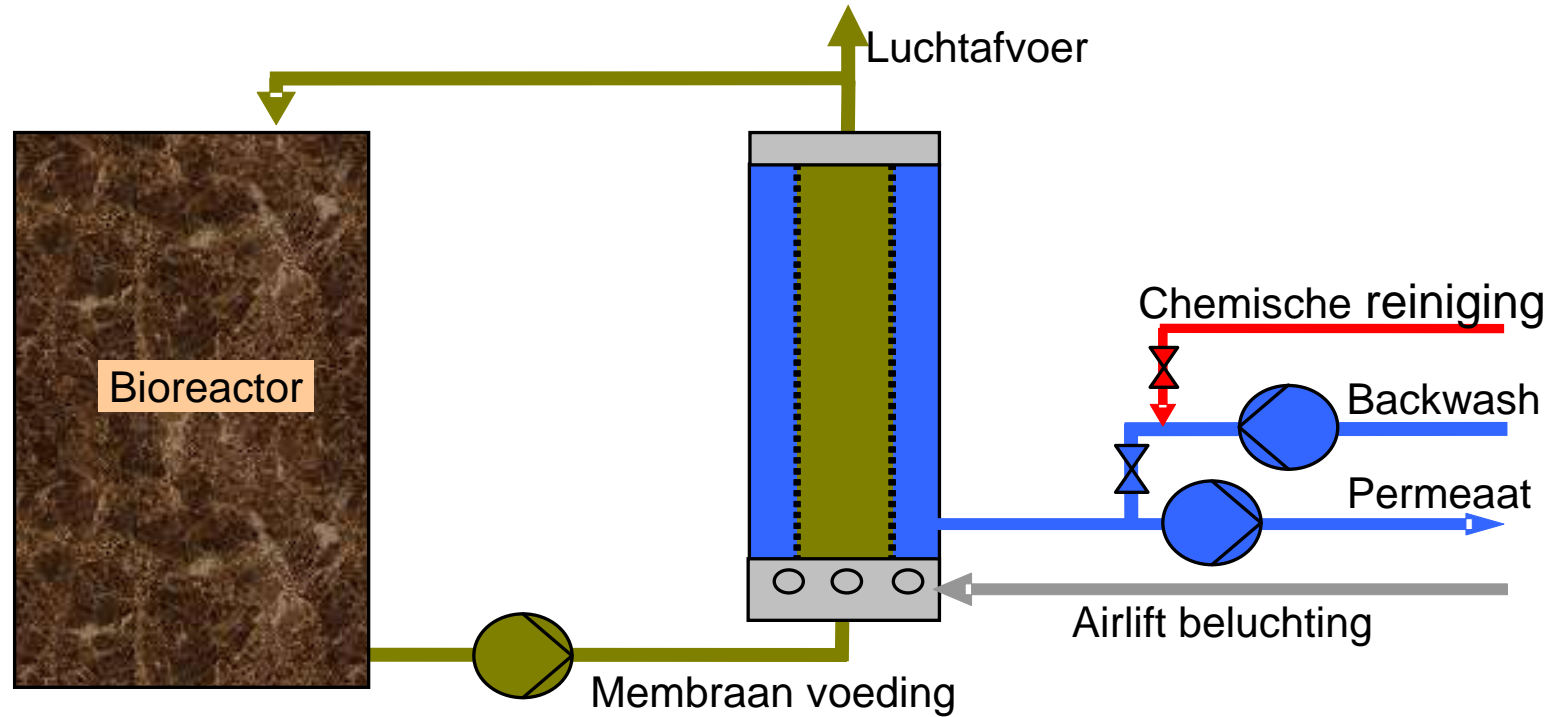 Luchtafvoer
Chemische reiniging
Bioreactor
Backwash
Permeaat
Airlift beluchting
Membraan voeding